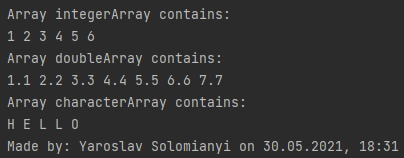 Array integerArray contains:
1 2 3 4 5 6
Array doubleArray contains:
1.1 2.2 3.3 4.4 5.5 6.6 7.7
Array characterArray contains:
H E L L O
Made by: Yaroslav Solomianyi on 30.05.2021, 18:31